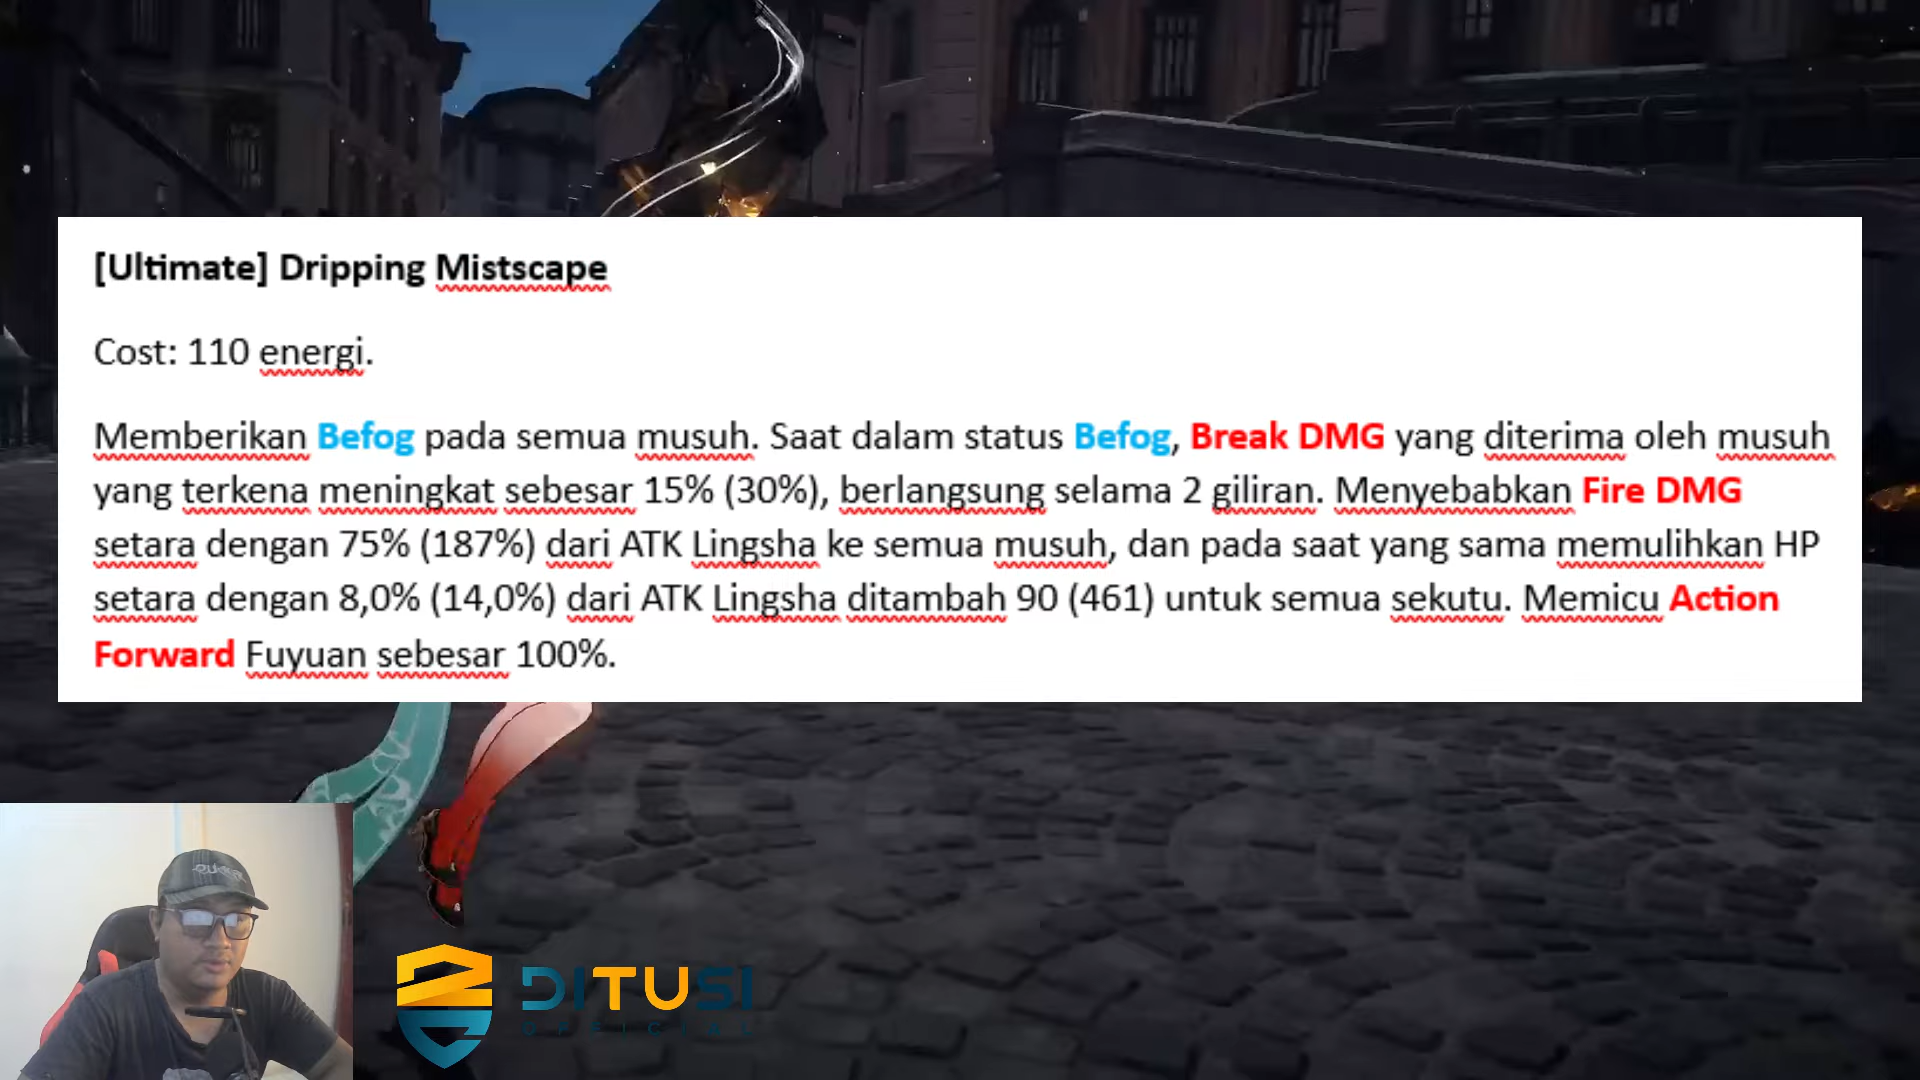 [Ultimate] Dripping Mistscape
Cost: 110 energi.
Memberikan Befog pada semua musuh. Saat dalam status Befog, Break DMG yang diterima oleh musuh
yang terkena meningkat sebesar 15% (30%), berlangsung selama 2 giliran. Menyebabkan Fire DMG
setara dengan 75% (187%) dari ATK Lingsha ke semua musuh, dan pada saat yang sama memulihkan HP
setara dengan 8,0% (14,0%) dari ATK Lingsha ditambah 90 (461) untuk semua sekutu. Memicu Action
Forward Fuyuan sebesar 100%.
DITUSI
OFFICIAL